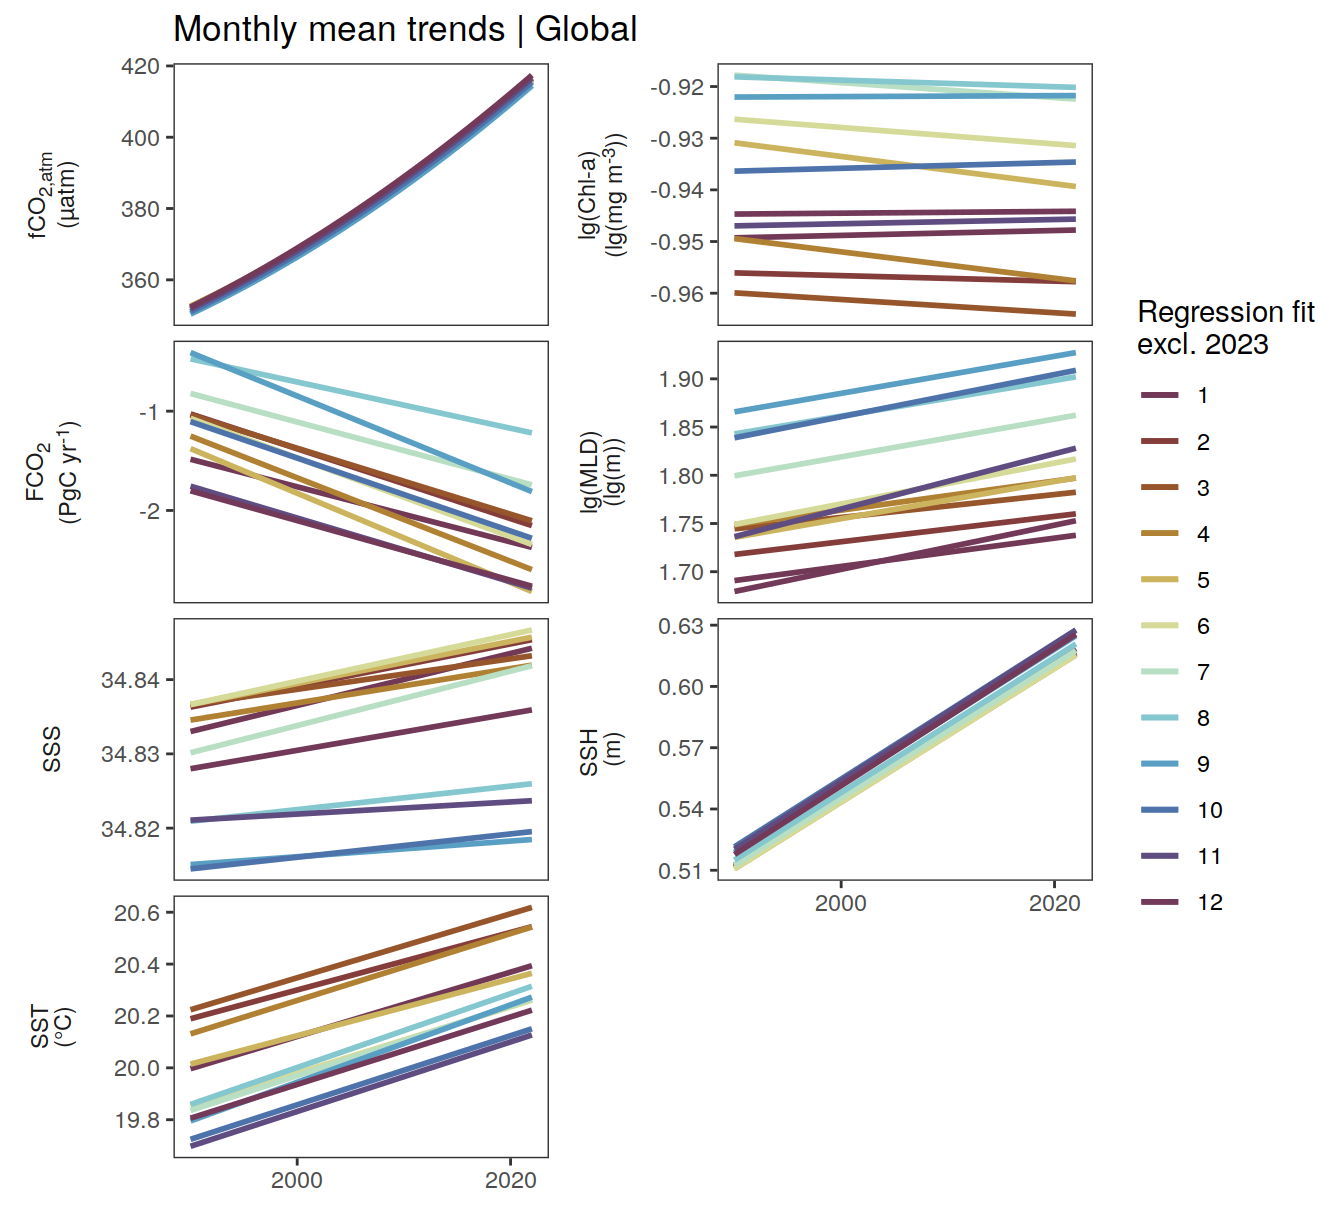 Monthly mean trends | Global
fCO2,atm
(µatm)
420
400
380
360
lg(Chl-a)
(lg(mg m-3))
-0.92
-0.93
-0.94
-0.95
-0.96
FCO2
(PgC yr-1)
-1
-2
lg(MLD)
(lg(m))
1.90
1.85
1.80
1.75
1.70
SSS
34.84
34.83
34.82
SSH
(m)
0.63
0.60
0.57
0.54
0.51
2000 2020
SST
(°C)
20.6
20.4
20.2
20.0
19.8
2000 2020
Regression fit
excl. 2023
1
2
3
4
5
6
7
8
9
10
11
12